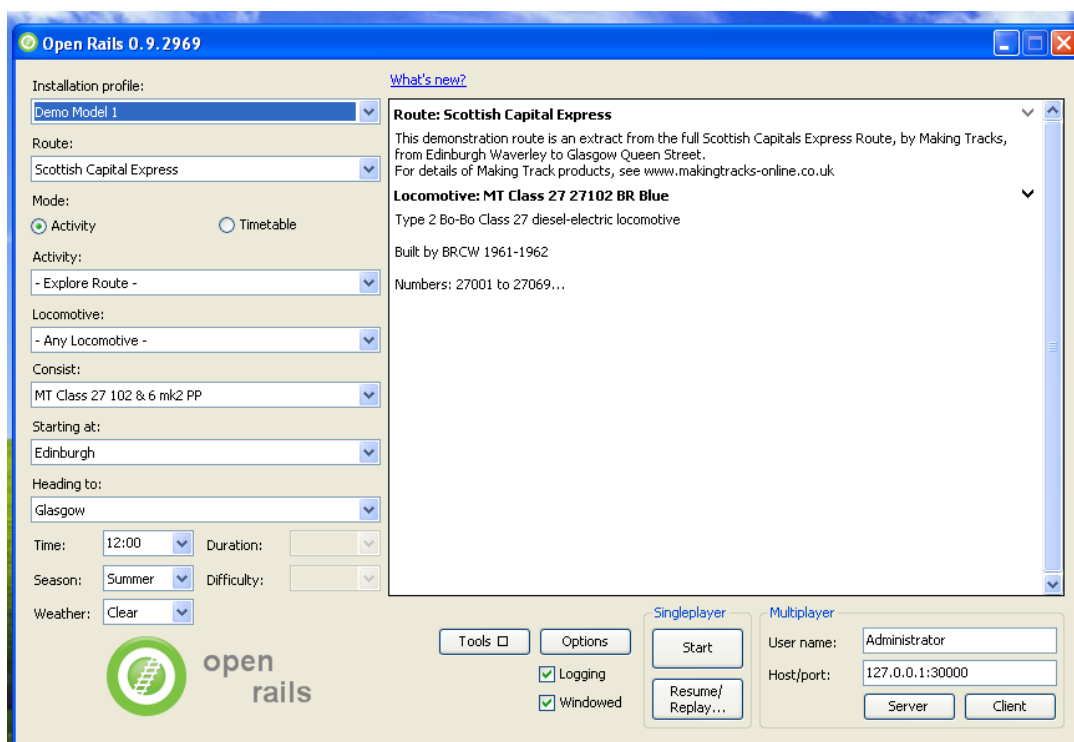 Open Rails 0.9.2969
Installation profile:
Demo Model 1
Route:
Scottish Capital Express
Mode:
Activity
Timetable
Activity:
- Explore Route -
Locomotive:
- Any Locomotive -
Consist:
MT Class 27 102 & 6 mk2 PP
Starting at:
Edinburgh
Heading to:
Glasgow
Time:
12:00
Duration:
Season:
Summer
Difficulty:
Weather:
Clear
open
rails
What's new?
Route: Scottish Capital Express
This demonstration route is an extract from the full Scottish Capitals Express Route, by Making Tracks,
from Edinburgh Waverley to Glasgow Queen Street.
For details of Making Track products, see www.makingtracks-online.co.uk
Locomotive: MT Class 27 27102 BR Blue
Type 2 Bo-Bo Class 27 diesel-electric locomotive
Built by BRCW 1961-1962
Numbers: 27001 to 27069...
Tools
Options
Logging
Windowed
Singleplayer
Start
Resume/
Replay...
Multiplayer
User name:
Administrator
Host/port:
127.0.0.1:30000
Server
Client